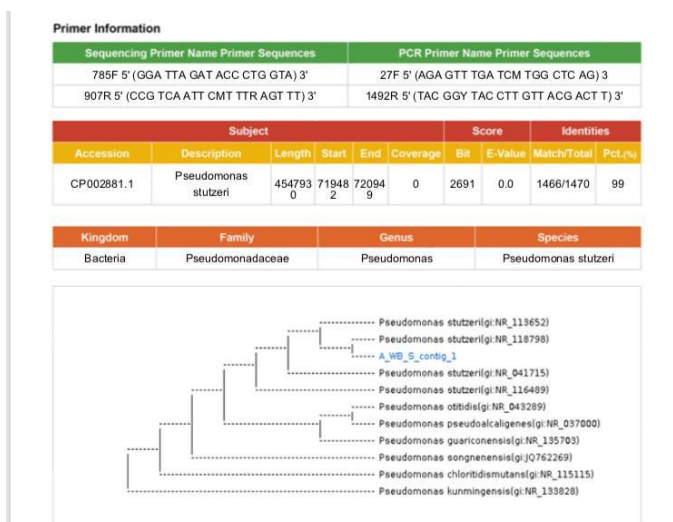 Primer Information
Sequencing Primer Name Primer Sequences PCR Primer Name Primer Sequences
785F 5' (GGA TTA GAT ACC CTG GTA) 3' 27F 5' (AGA GTT TGA TCM TGG CTC AG) 3
907R 5' (CCG TCA ATT CMT TTR AGT TT) 3' 1492R 5' (TAC GGY TAC CTT GTT ACG ACT T) 3'
Subject Score Identities
Accession Description Length Start End Coverage Bit E-Value Match/Total Pct.(%)
CP002881.1 Pseudomonas stutzeri 4547930 719482 720949 0 2691 0.0 1466/1470 99
Kingdom Family Genus Species
Bacteria Pseudomonadaceae Pseudomonas Pseudomonas stutzeri
Pseudomonas stutzeri(gi:NR_113652)
Pseudomonas stutzeri(gi:NR_118798)
A_WB_S_contig_1
Pseudomonas stutzeri(gi:NR_041715)
Pseudomonas stutzeri(gi:NR_116489)
Pseudomonas otitidis(gi:NR_043289)
Pseudomonas pseudoalcaligenes(gi:NR_037000)
Pseudomonas guariconensis(gi:NR_135703)
Pseudomonas songnenensis(gi:JQ762269)
Pseudomonas chloritidismutans(gi:NR_115115)
Pseudomonas kunmingensis(gi:NR_133828)